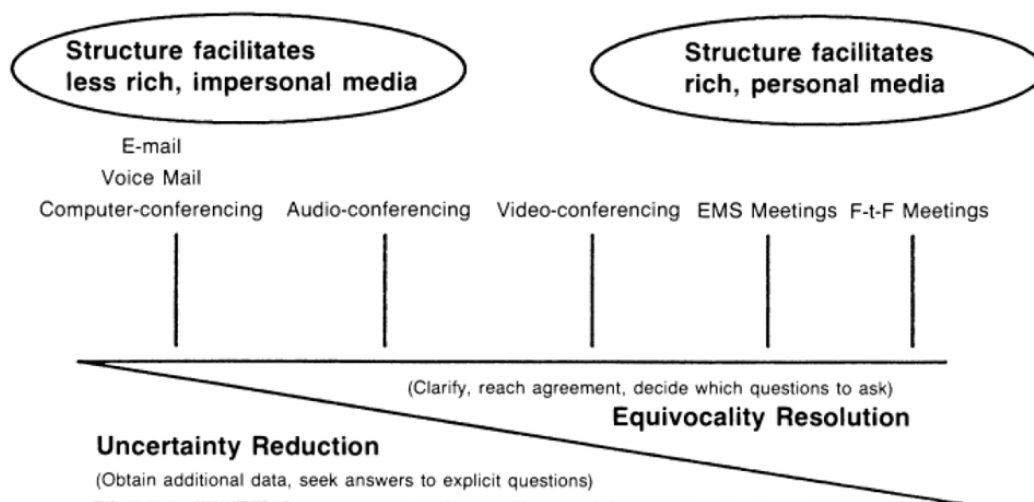 Structure facilitates
less rich, impersonal media
Structure facilitates
rich, personal media
E-mail
Voice Mail
Computer-conferencing
Audio-conferencing
Video-conferencing
EMS Meetings
F-t-F Meetings
(Clarify, reach agreement, decide which questions to ask)
Equivocality Resolution
Uncertainty Reduction
(Obtain additional data, seek answers to explicit questions)